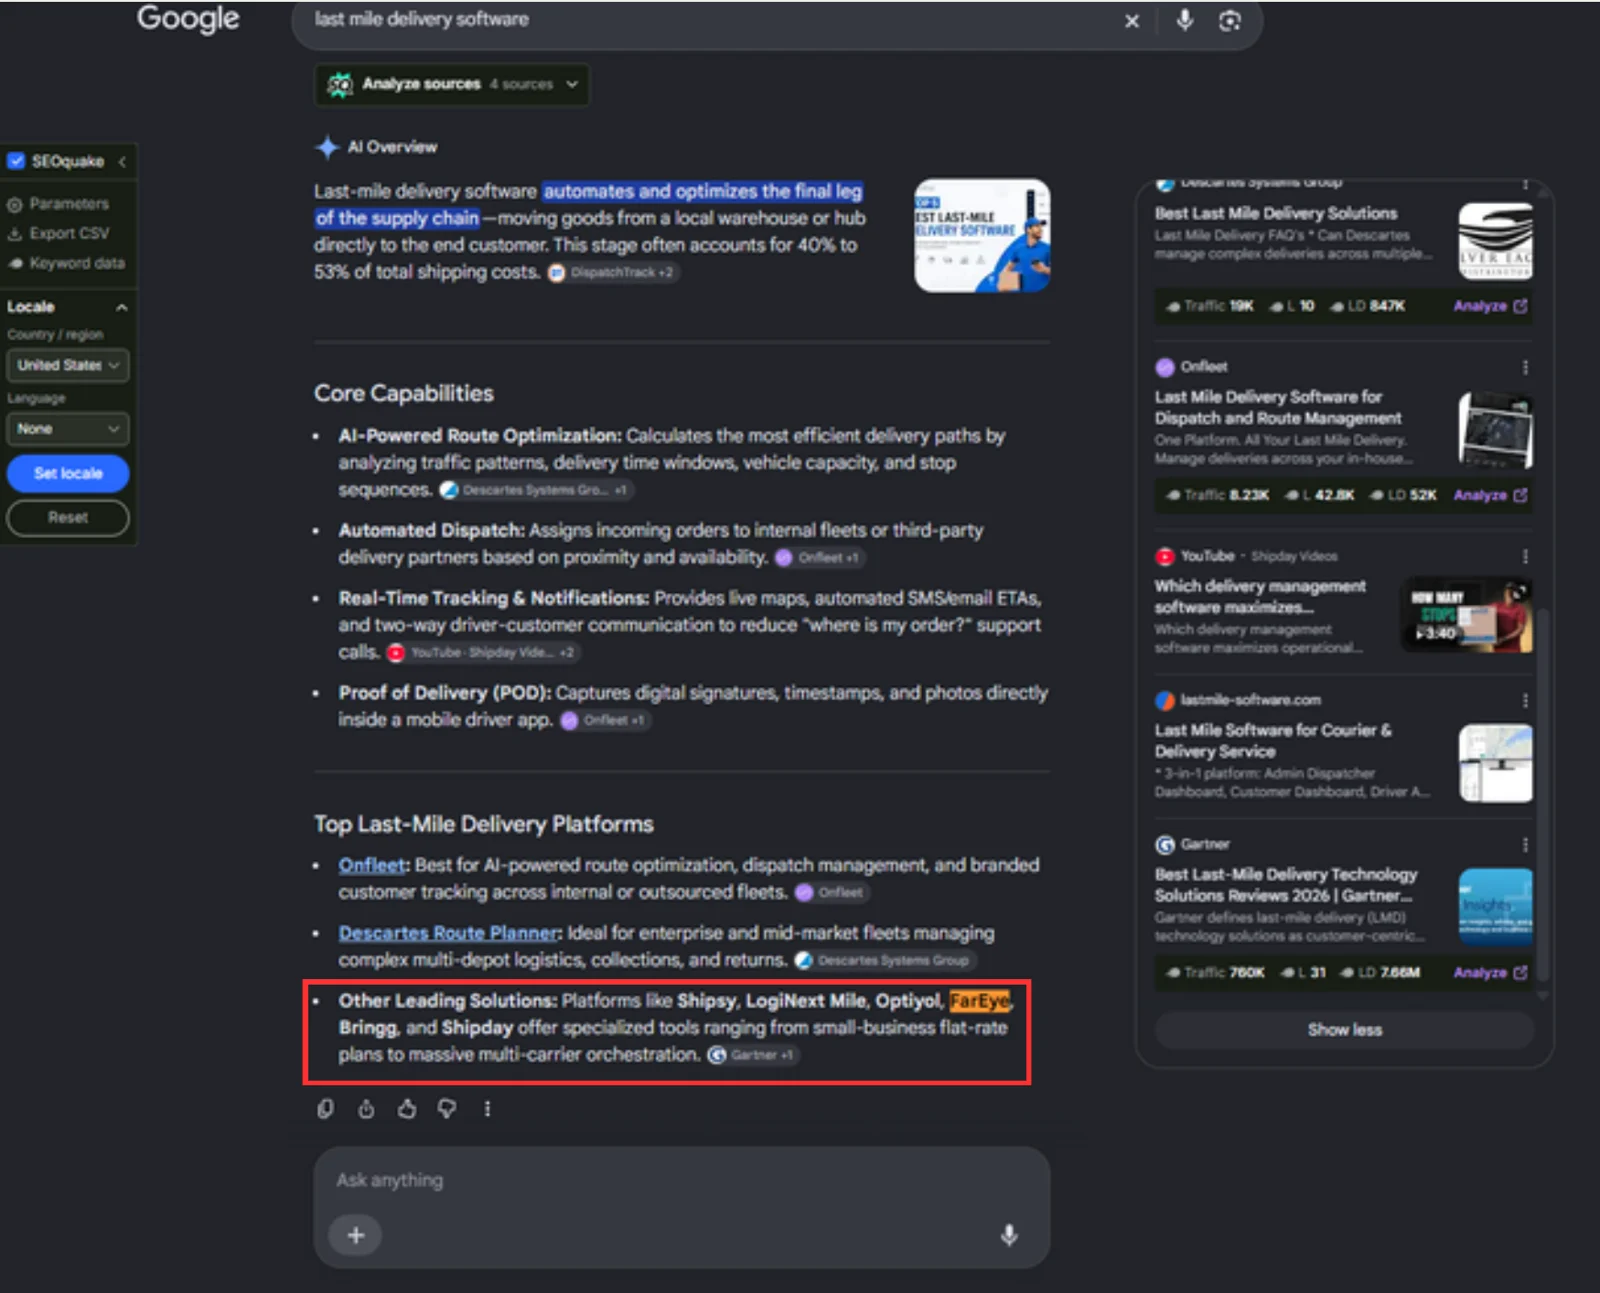 Google
last mile delivery software
Analyze sources 4 sources
SEOquake
Parameters
Export CSV
Keyword data
Locale
Country / region
United States
Language
None
Set locale
Reset
AI Overview
Last-mile delivery software automates and optimizes the final leg
of the supply chain—moving goods from a local warehouse or hub
directly to the end customer. This stage often accounts for 40% to
53% of total shipping costs. DispatchTrack +2
EST LAST-MILE
ELIVERY SOFTWARE
Core Capabilities
• AI-Powered Route Optimization: Calculates the most efficient delivery paths by
analyzing traffic patterns, delivery time windows, vehicle capacity, and stop
sequences. Descartes Systems Gro... +1
• Automated Dispatch: Assigns incoming orders to internal fleets or third-party
delivery partners based on proximity and availability. Onfleet +1
• Real-Time Tracking & Notifications: Provides live maps, automated SMS/email ETAs,
and two-way driver-customer communication to reduce "where is my order?" support
calls. YouTube · Shipday Vide... +2
• Proof of Delivery (POD): Captures digital signatures, timestamps, and photos directly
inside a mobile driver app. Onfleet +1
Top Last-Mile Delivery Platforms
• Onfleet: Best for AI-powered route optimization, dispatch management, and branded
customer tracking across internal or outsourced fleets. Onfleet
• Descartes Route Planner: Ideal for enterprise and mid-market fleets managing
complex multi-depot logistics, collections, and returns. Descartes Systems Group
• Other Leading Solutions: Platforms like Shipsy, LogiNext Mile, Optiyol, FarEye,
Bringg, and Shipday offer specialized tools ranging from small-business flat-rate
plans to massive multi-carrier orchestration. Gartner +1
Ask anything
Descartes Systems Group
Best Last Mile Delivery Solutions
Last Mile Delivery FAQ's * Can Descartes
manage complex deliveries across multiple...
LVER EAG
Traffic 19K L 10 LD 847K Analyze
Onfleet
Last Mile Delivery Software for
Dispatch and Route Management
One Platform. All Your Last Mile Delivery.
Manage deliveries across your in-house...
Traffic 8.23K L 42.8K LD 52K Analyze
YouTube · Shipday Videos
Which delivery management
software maximizes...
Which delivery management
software maximizes operational...
HOW MANY
STOPS
3:40
lastmile-software.com
Last Mile Software for Courier &
Delivery Service
* 3-in-1 platform: Admin Dispatcher
Dashboard, Customer Dashboard, Driver A...
Gartner
Best Last-Mile Delivery Technology
Solutions Reviews 2026 | Gartner...
Gartner defines last-mile delivery (LMD)
technology solutions as customer-centric...
Insights
Traffic 760K L 31 LD 7.66M Analyze
Show less